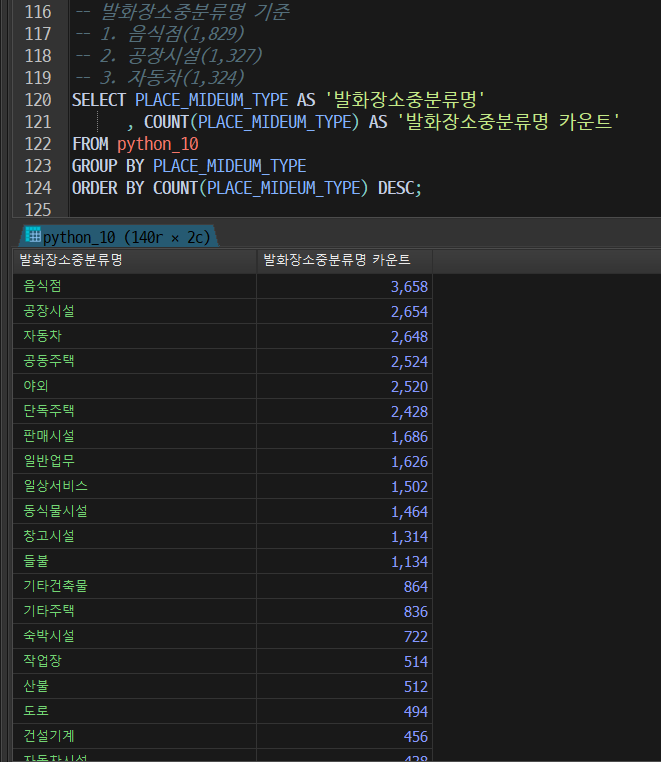 116 -- 발화장소중분류명 기준
117 -- 1. 음식점(1,829)
118 -- 2. 공장시설(1,327)
119 -- 3. 자동차(1,324)
120 SELECT PLACE_MIDEUM_TYPE AS '발화장소중분류명'
121 , COUNT(PLACE_MIDEUM_TYPE) AS '발화장소중분류명 카운트'
122 FROM python_10
123 GROUP BY PLACE_MIDEUM_TYPE
124 ORDER BY COUNT(PLACE_MIDEUM_TYPE) DESC;
125
python_10 (140r × 2c)
발화장소중분류명 발화장소중분류명 카운트
음식점 3,658
공장시설 2,654
자동차 2,648
공동주택 2,524
야외 2,520
단독주택 2,428
판매시설 1,686
일반업무 1,626
일상서비스 1,502
동식물시설 1,464
창고시설 1,314
들불 1,134
기타건축물 864
기타주택 836
숙박시설 722
작업장 514
산불 512
도로 494
건설기계 456
자동차시설 438